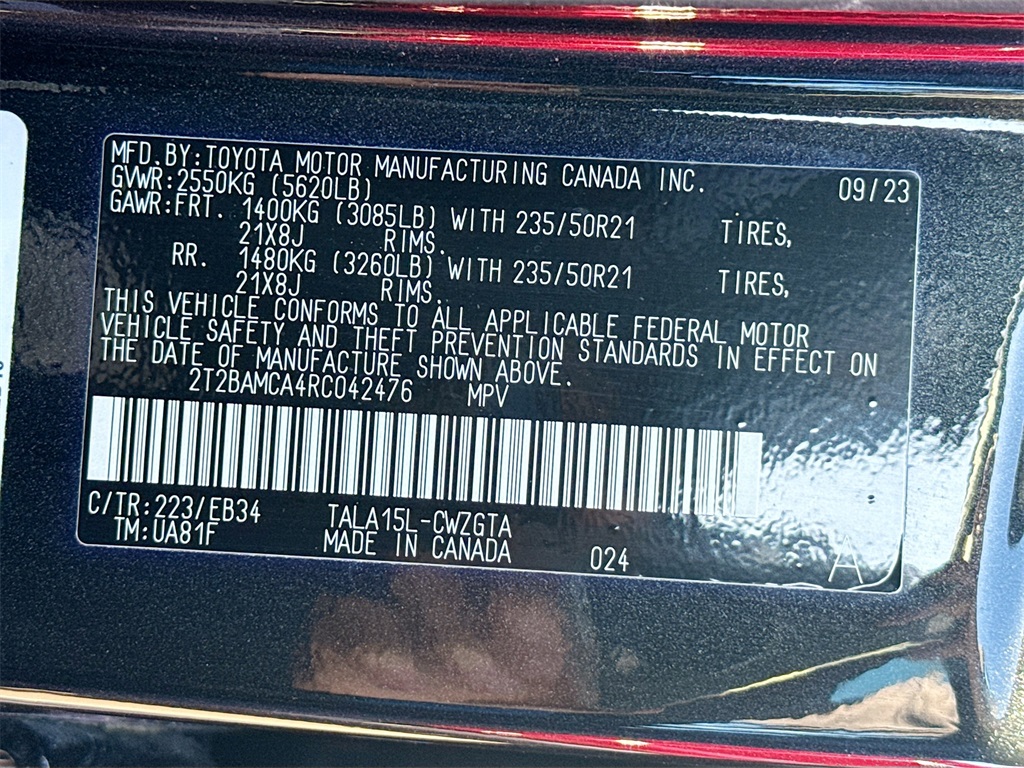 MFD.BY:TOYOTA MOTOR MANUFACTURING CANADA INC. 09/23
GVWR:2550KG (5620LB)
GAWR:FRT. 1400KG (3085LB) WITH 235/50R21 TIRES,
21X8J RIMS.
RR. 1480KG (3260LB) WITH 235/50R21 TIRES,
21X8J RIMS.
THIS VEHICLE CONFORMS TO ALL APPLICABLE FEDERAL MOTOR
VEHICLE SAFETY AND THEFT PREVENTION STANDARDS IN EFFECT ON
THE DATE OF MANUFACTURE SHOWN ABOVE.
2T2BAMCA4RC042476 MPV
C/TR:223/EB34 TALA15L-CWZGTA
TM:UA81F MADE IN CANADA 024 A